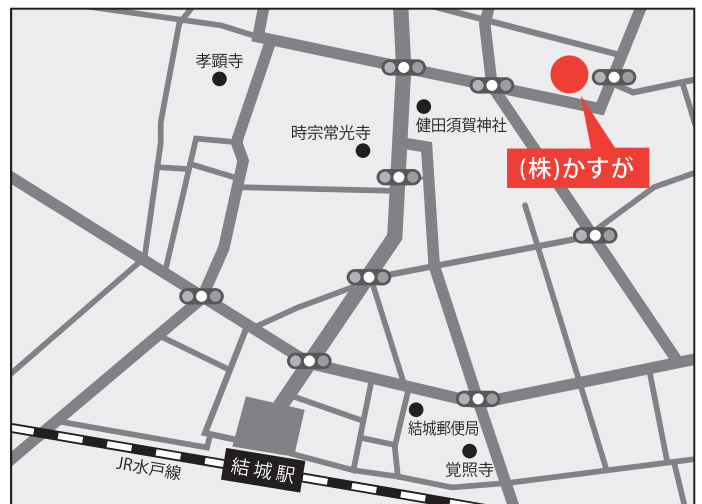 孝顕寺
時宗常光寺
健田須賀神社
(株)かすが
結城郵便局
覚照寺
結城駅
JR水戸線